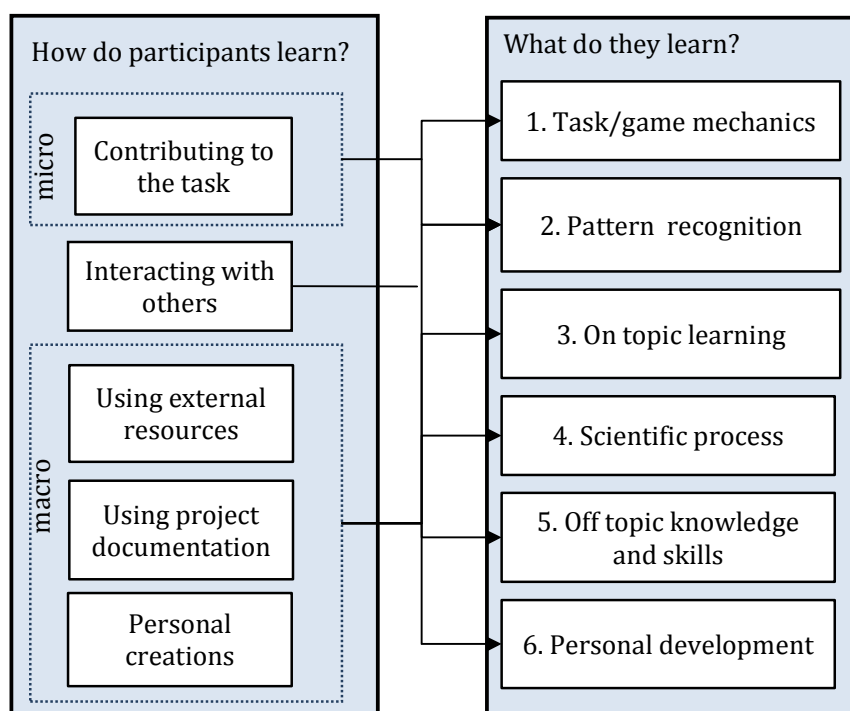 How do participants learn?
micro
Contributing to
the task
Interacting with
others
macro
Using external
resources
Using project
documentation
Personal
creations
What do they learn?
1. Task/game mechanics
2. Pattern recognition
3. On topic learning
4. Scientific process
5. Off topic knowledge
and skills
6. Personal development